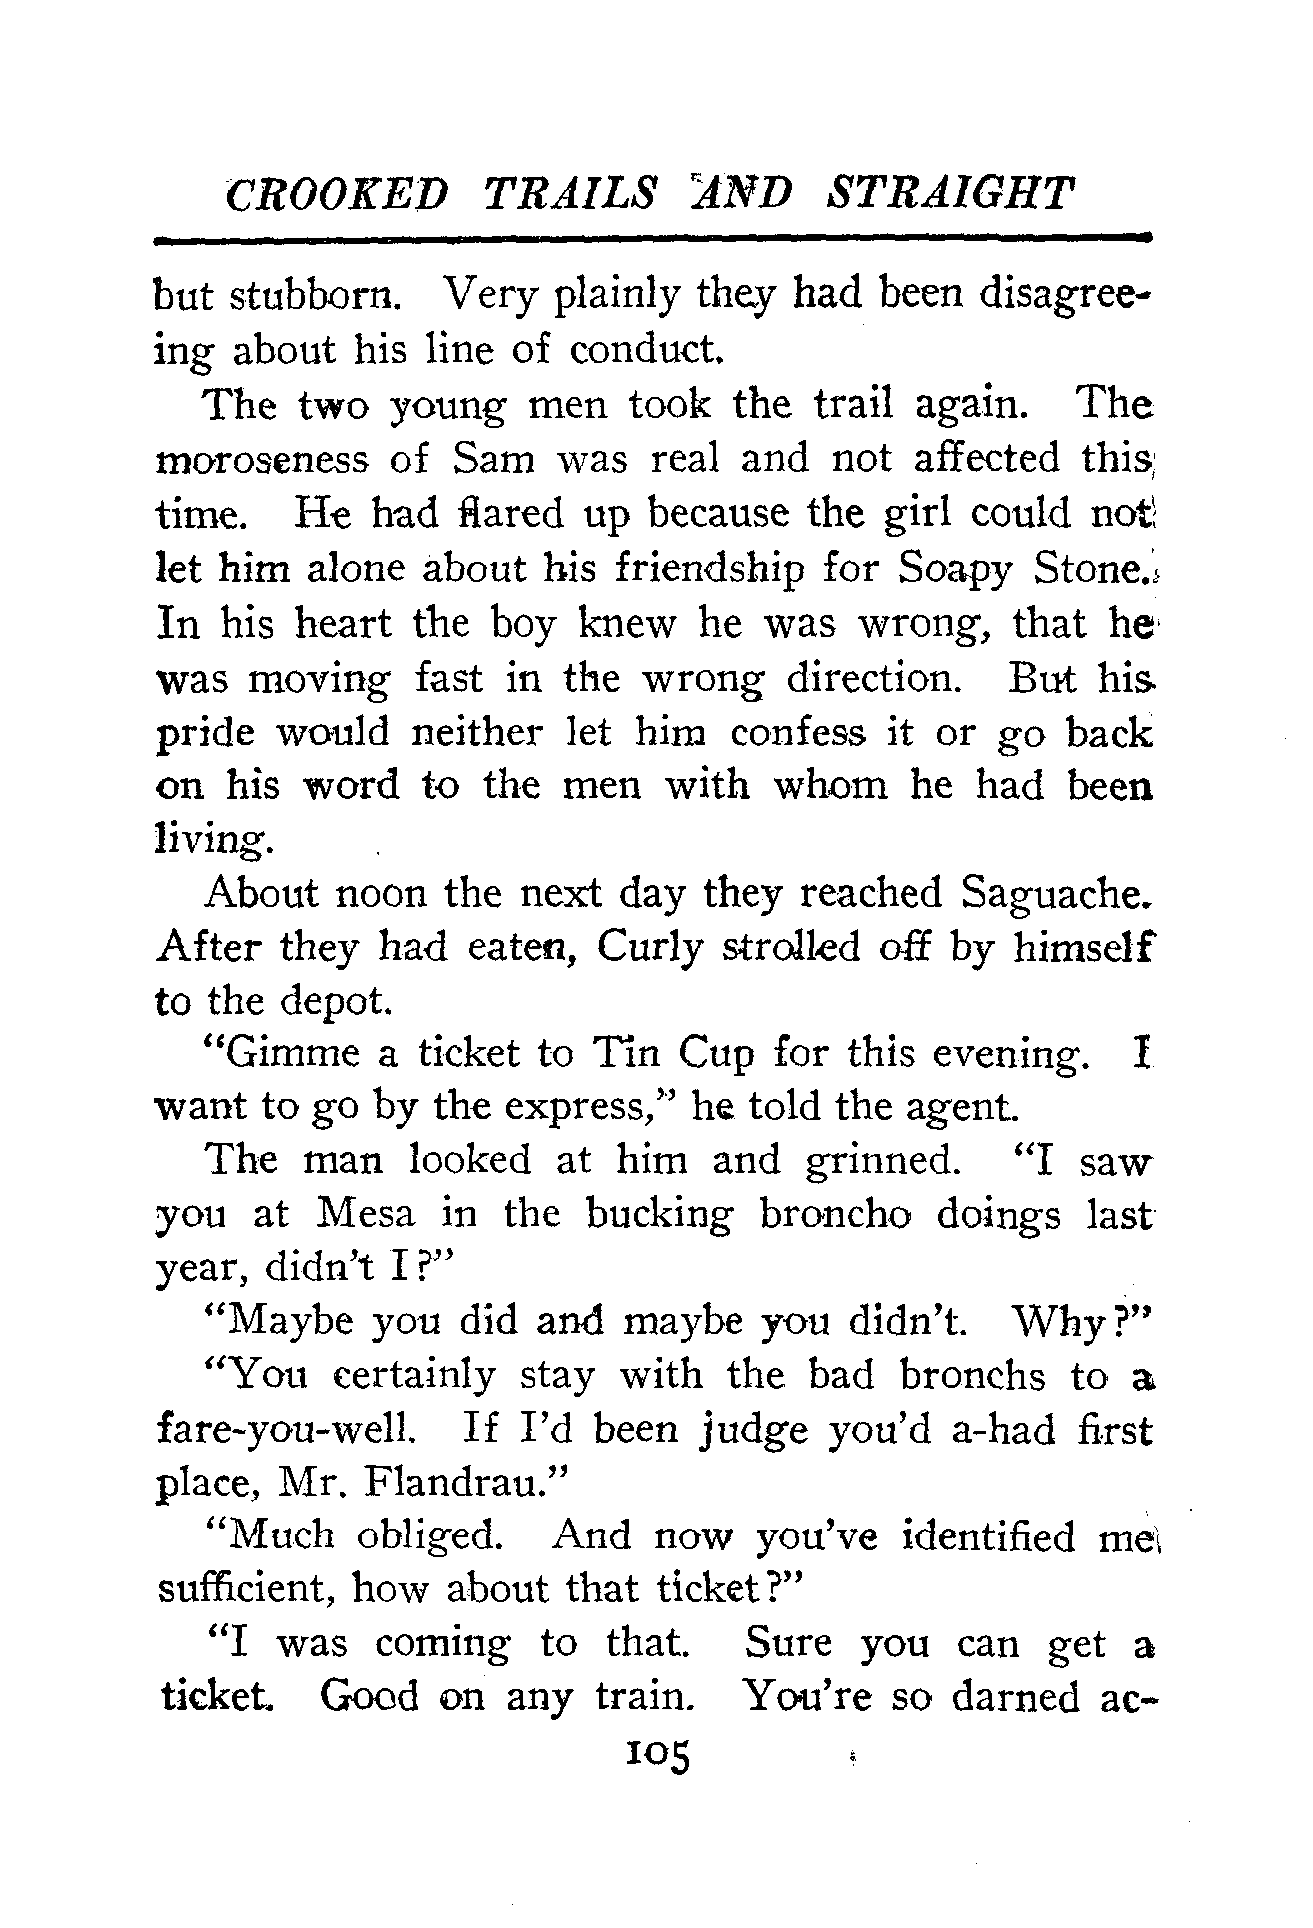 CROOKED TRAILS AND STRAIGHT
but stubborn. Very plainly they had been disagree-
ing about his line of conduct.
The two young men took the trail again. The
moroseness of Sam was real and not affected this
time. He had flared up because the girl could not
let him alone about his friendship for Soapy Stone.
In his heart the boy knew he was wrong, that he
was moving fast in the wrong direction. But his
pride would neither let him confess it or go back
on his word to the men with whom he had been
living.
About noon the next day they reached Saguache.
After they had eaten, Curly strolled off by himself
to the depot.
"Gimme a ticket to Tin Cup for this evening. I
want to go by the express," he told the agent.
The man looked at him and grinned. "I saw
you at Mesa in the bucking broncho doings last
year, didn't I?"
"Maybe you did and maybe you didn't. Why?"
"You certainly stay with the bad bronchs to a
fare-you-well. If I'd been judge you'd a-had first
place, Mr. Flandrau."
"Much obliged. And now you've identified me
sufficient, how about that ticket?"
"I was coming to that. Sure you can get a
ticket. Good on any train. You're so darned ac-
105